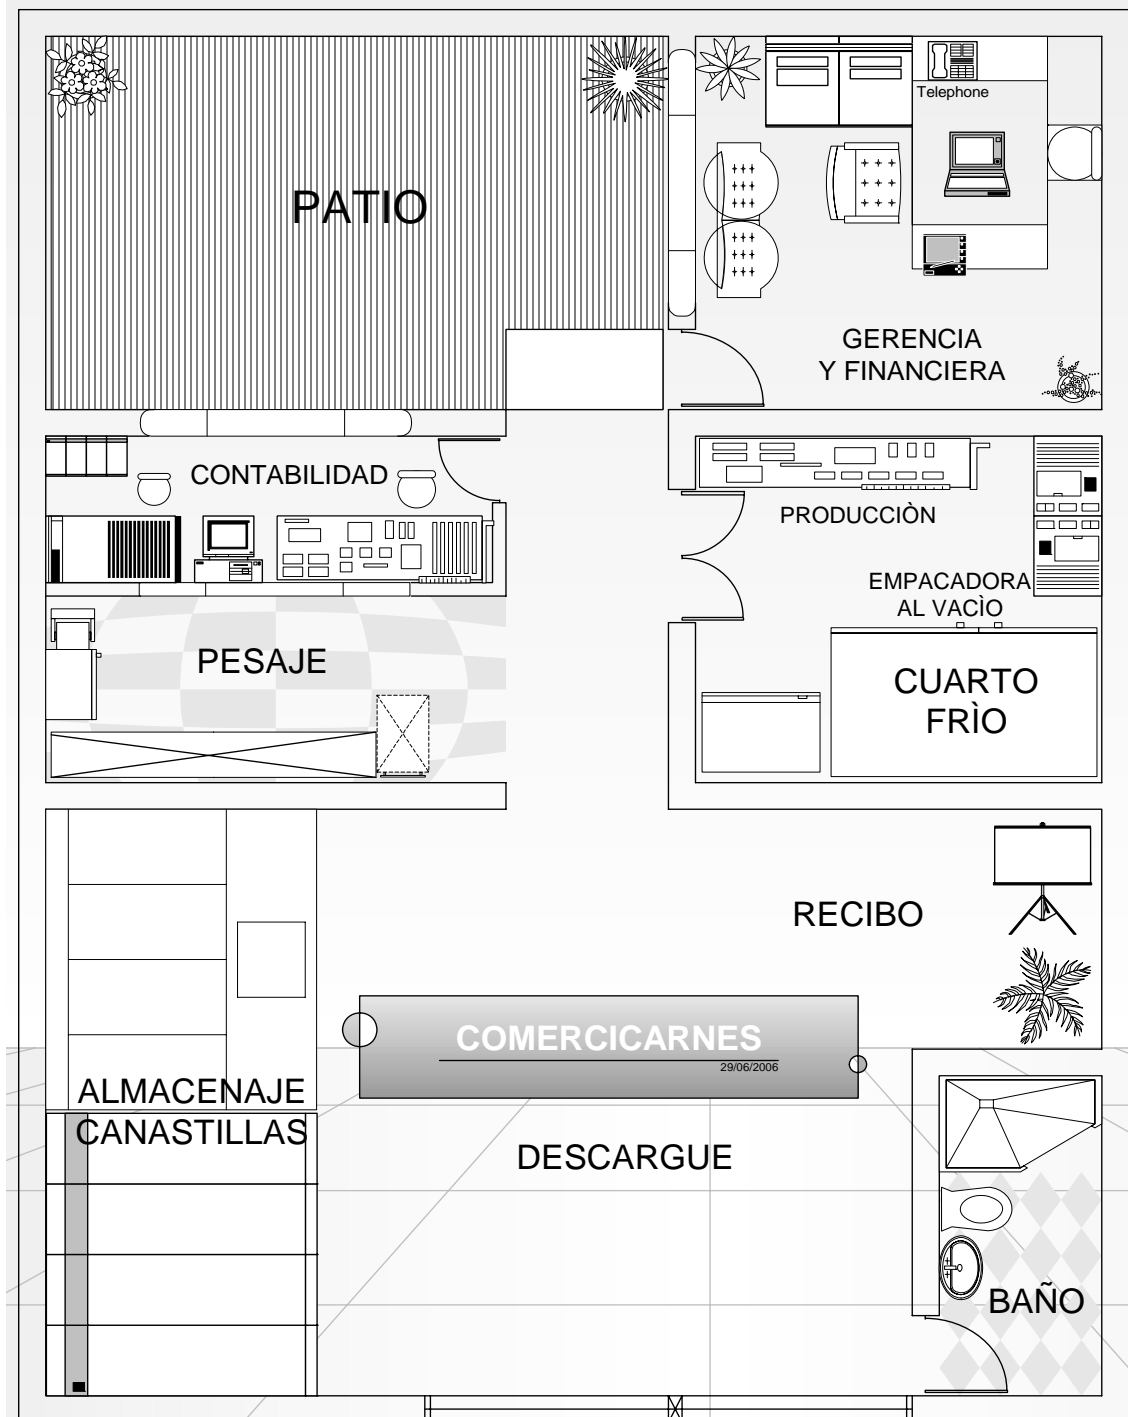 Telephone
PATIO
GERENCIA
Y FINANCIERA
CONTABILIDAD
PRODUCCIÒN
EMPACADORA
AL VACÌO
PESAJE
CUARTO
FRÌO
RECIBO
COMERCICARNES
29/06/2006
ALMACENAJE
CANASTILLAS
DESCARGUE
BAÑO